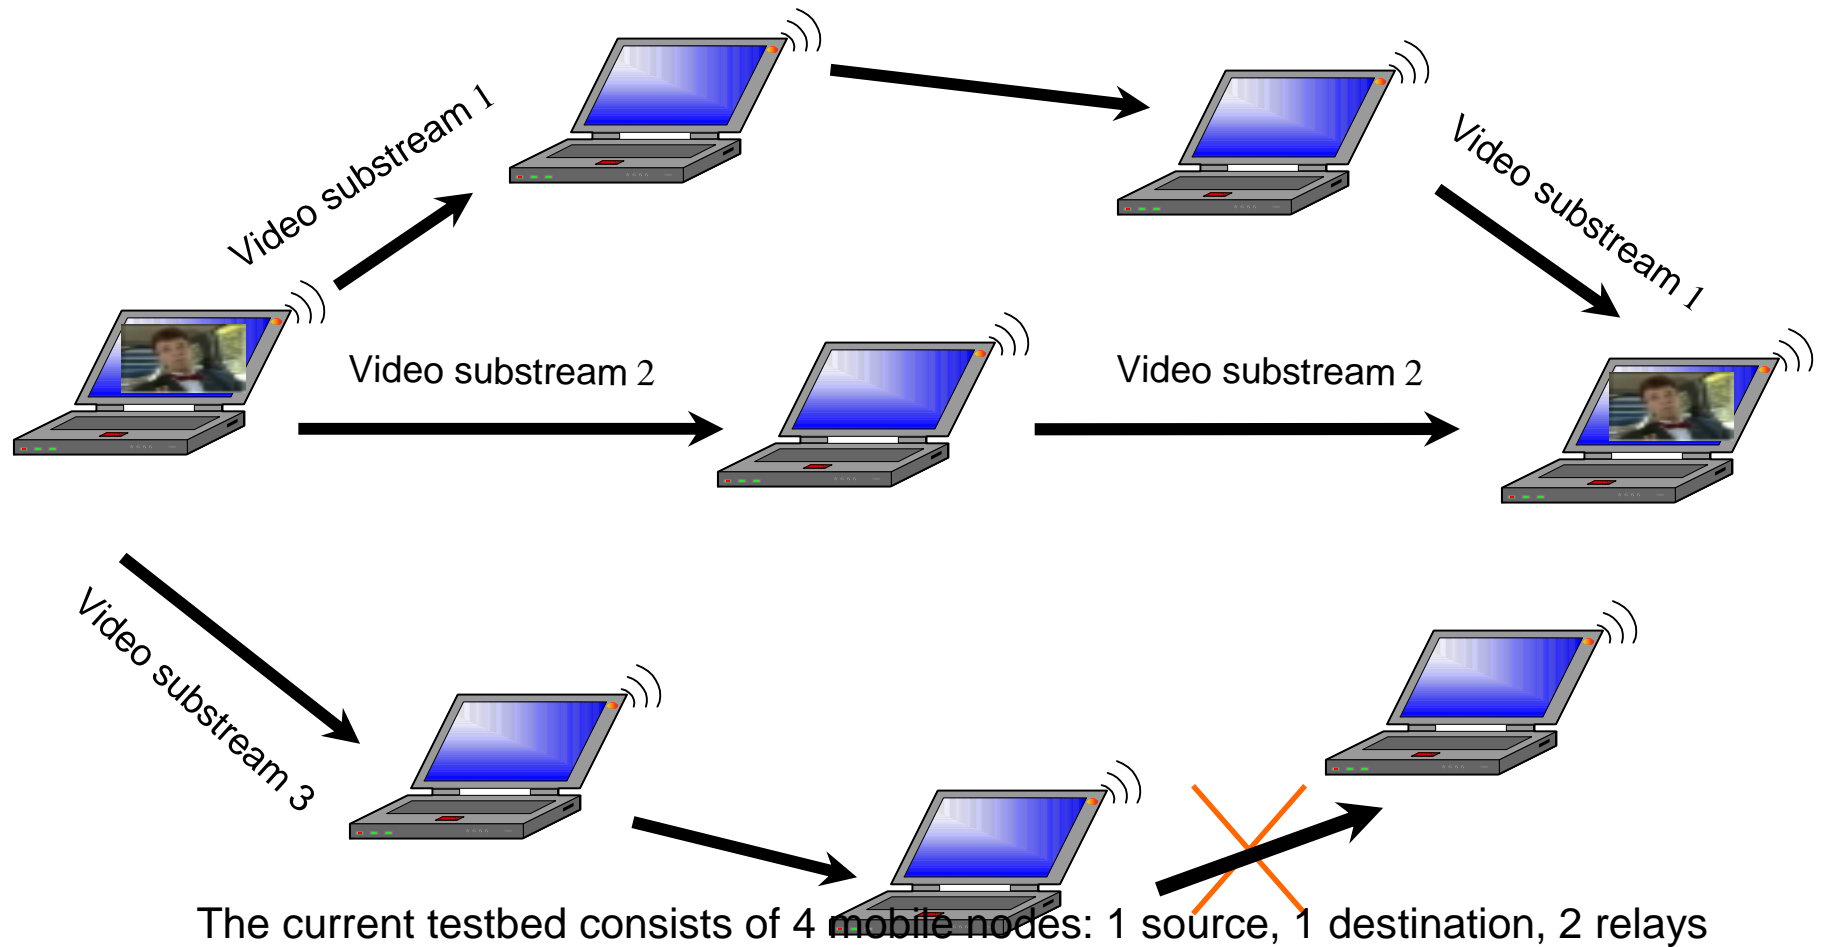 Video substream 1
Video substream 1
Video substream 2
Video substream 2
Video substream 3
The current testbed consists of 4 mobile nodes: 1 source, 1 destination, 2 relays